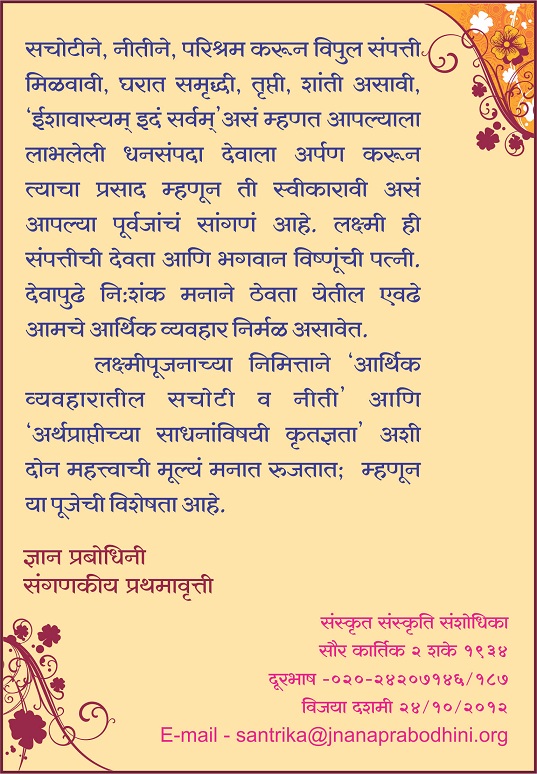 सचोटीने, नीतीने, परिश्रम करून विपुल संपत्ती
मिळवावी, घरात समृद्धी, तृप्ती, शांती असावी,
‘ईशावास्यम् इदं सर्वम्’असं म्हणत आपल्याला
लाभलेली धनसंपदा देवाला अर्पण करून
त्याचा प्रसाद म्हणून ती स्वीकारावी असं
आपल्या पूर्वजांचं सांगणं आहे. लक्ष्मी ही
संपत्तीची देवता आणि भगवान विष्णूंची पत्नी.
देवापुढे नि:शंक मनाने ठेवता येतील एवढे
आमचे आर्थिक व्यवहार निर्मळ असावेत.
लक्ष्मीपूजनाच्या निमित्ताने ‘आर्थिक
व्यवहारातील सचोटी व नीती’ आणि
‘अर्थप्राप्तीच्या साधनांविषयी कृतज्ञता’ अशी
दोन महत्त्वाची मूल्यं मनात रुजतात; म्हणून
या पूजेची विशेषता आहे.
ज्ञान प्रबोधिनी
संगणकीय प्रथमावृत्ती
संस्कृत संस्कृति संशोधिका
सौर कार्तिक २ शके १९३४
दूरभाष -०२०-२४२०७१४६/१८७
विजया दशमी २४/१०/२०१२
E-mail - santrika@jnanaprabodhini.org